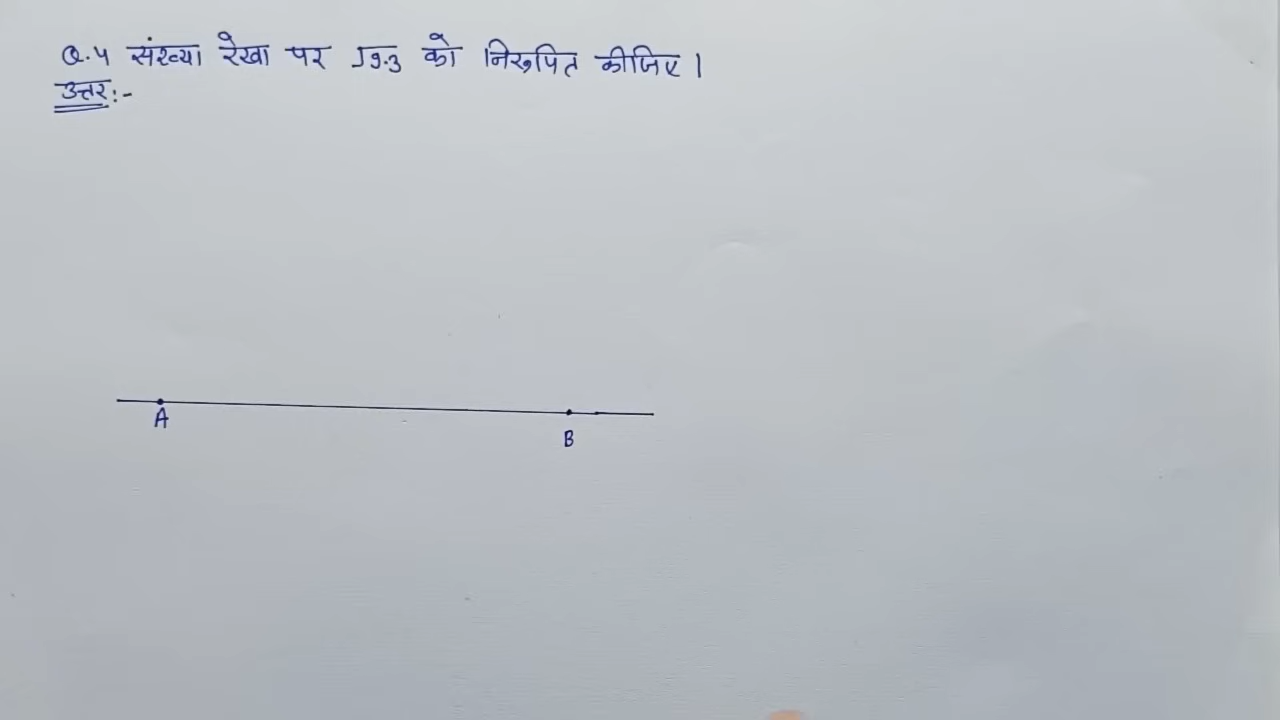 Q.4 संख्या रेखा पर √9.3 को निरूपित कीजिए।
उत्तर:-
A
B